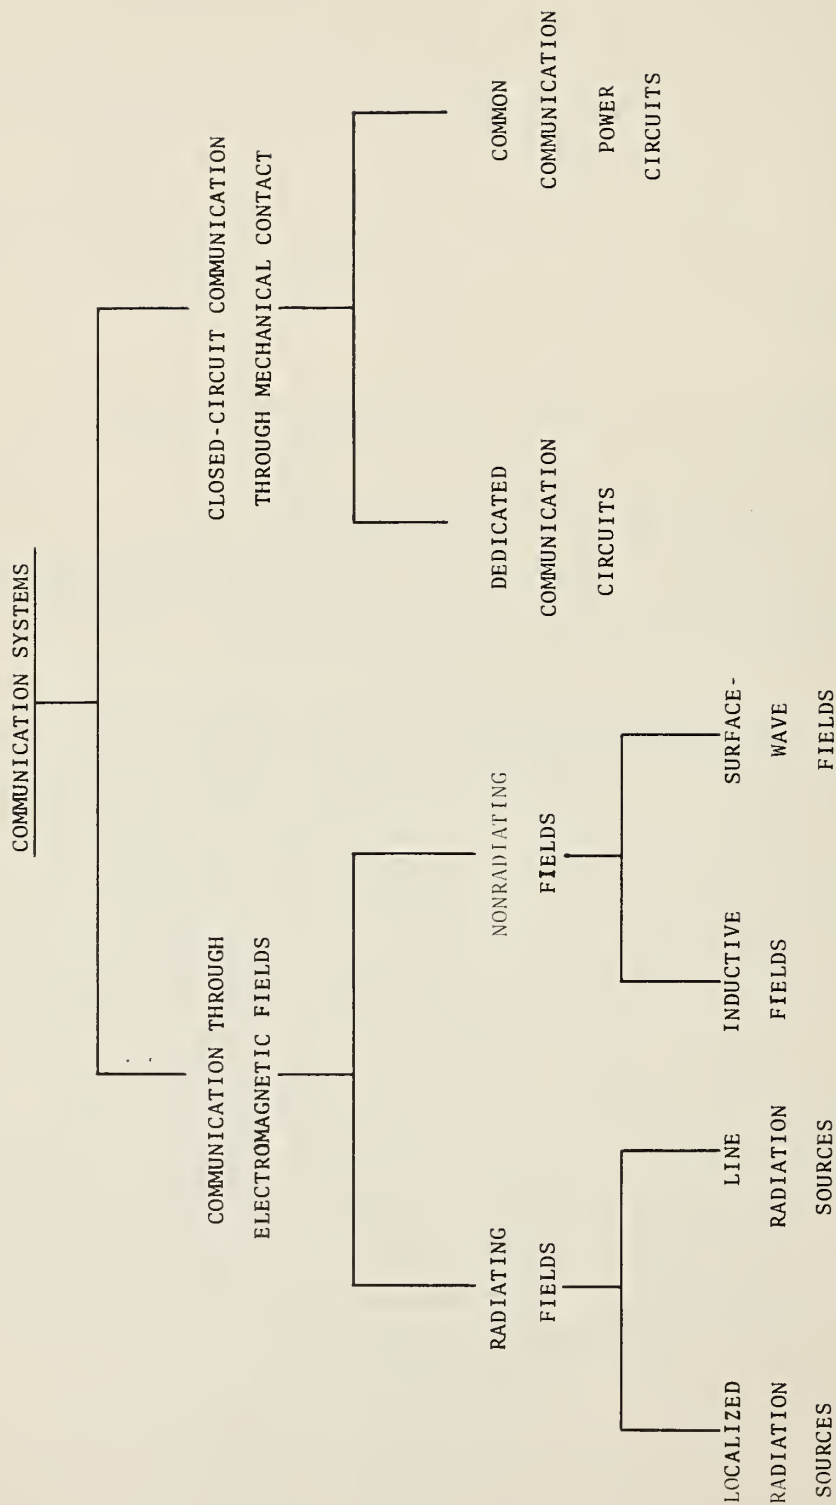 COMMUNICATION SYSTEMS
COMMUNICATION THROUGH
ELECTROMAGNETIC FIELDS
CLOSED-CIRCUIT COMMUNICATION
THROUGH MECHANICAL CONTACT
RADIATING
FIELDS
NONRADIATING
FIELDS
DEDICATED
COMMUNICATION
CIRCUITS
COMMON
COMMUNICATION
POWER
CIRCUITS
LOCALIZED
RADIATION
SOURCES
LINE
RADIATION
SOURCES
INDUCTIVE
FIELDS
SURFACE-
WAVE
FIELDS